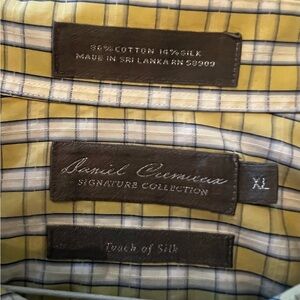 86% COTTON 14% SILK
MADE IN SRI LANKA RN 58909
Daniel Cremieux
SIGNATURE COLLECTION
XL
Touch of Silk